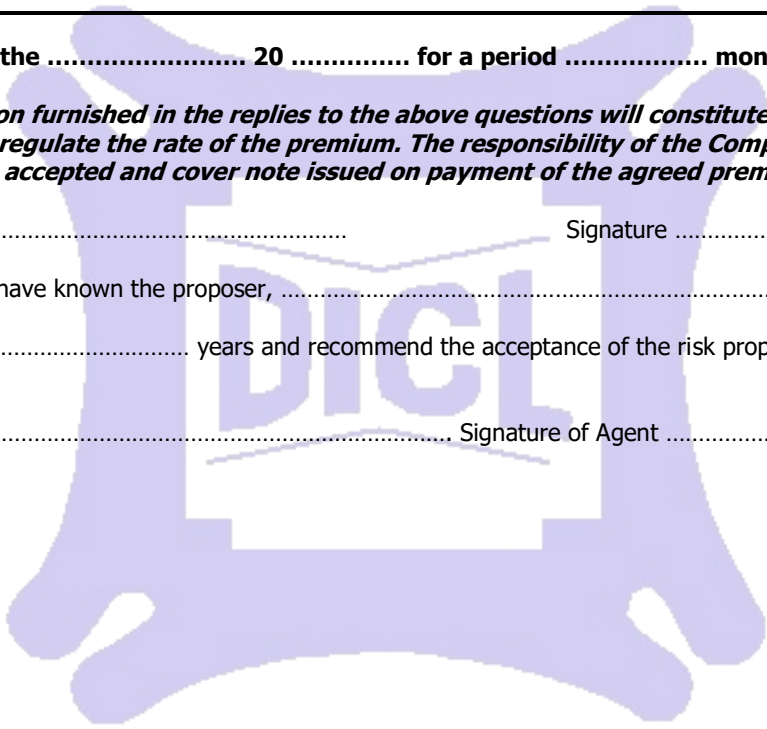 the ......................... 20 ............... for a period .................. mon
on furnished in the replies to the above questions will constitute
regulate the rate of the premium. The responsibility of the Comp
accepted and cover note issued on payment of the agreed prem
..................................................... Signature ..............
have known the proposer, ..........................................................................
............................. years and recommend the acceptance of the risk prop
DICL
..................................................................... Signature of Agent ................